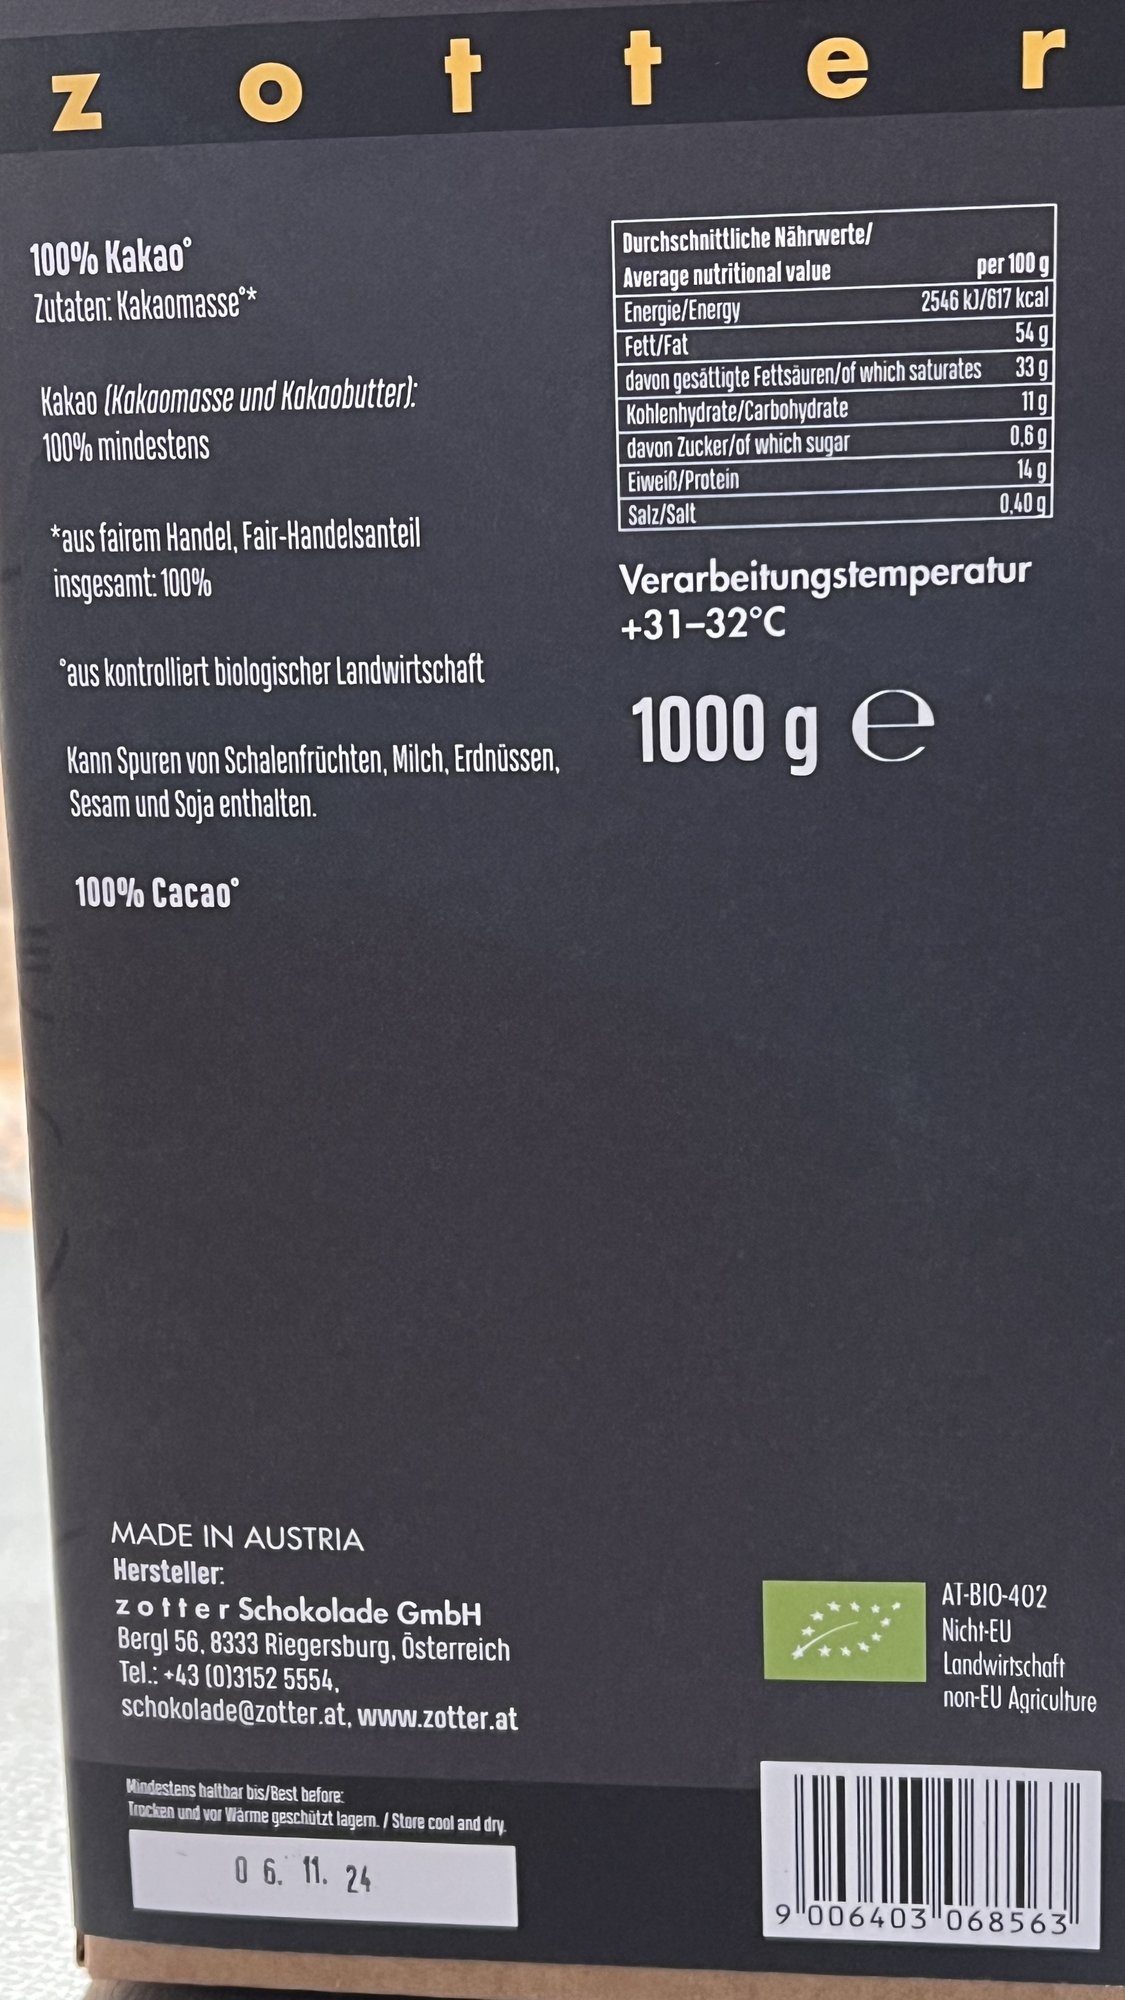 zotter
100% Kakao°
Zutaten: Kakaomasse°*
Kakao (Kakaomasse und Kakaobutter):
100% mindestens
*aus fairem Handel, Fair-Handelsanteil
insgesamt: 100%
°aus kontrolliert biologischer Landwirtschaft
Kann Spuren von Schalenfrüchten, Milch, Erdnüssen,
Sesam und Soja enthalten.
100% Cacao°
Durchschnittliche Nährwerte/
Average nutritional value per 100 g
Energie/Energy 2546 kJ/617 kcal
Fett/Fat 54 g
davon gesättigte Fettsäuren/of which saturates 33 g
Kohlenhydrate/Carbohydrate 11 g
davon Zucker/of which sugar 0,6 g
Eiweiß/Protein 14 g
Salz/Salt 0,40 g
Verarbeitungstemperatur
+31–32°C
1000 g ℮
MADE IN AUSTRIA
Hersteller:
zotter Schokolade GmbH
Bergl 56, 8333 Riegersburg, Österreich
Tel.: +43 (0)3152 5554,
schokolade@zotter.at, www.zotter.at
AT-BIO-402
Nicht-EU
Landwirtschaft
non-EU Agriculture
Mindestens haltbar bis/Best before:
Trocken und vor Wärme geschützt lagern. / Store cool and dry.
06. 11. 24
9 006403 068563